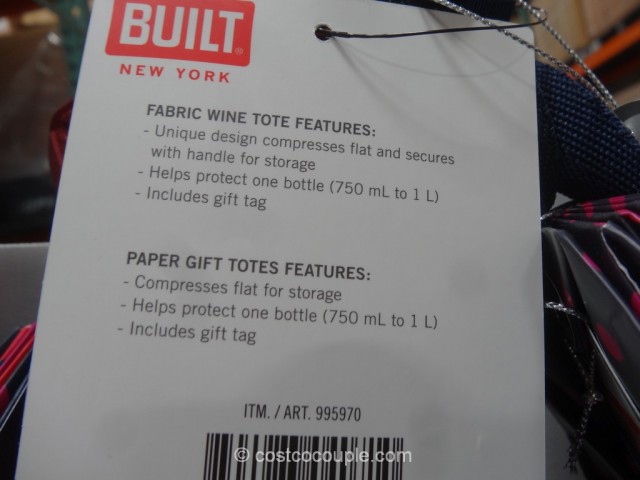 BUILT®
NEW YORK
FABRIC WINE TOTE FEATURES:
- Unique design compresses flat and secures
with handle for storage
- Helps protect one bottle (750 mL to 1 L)
- Includes gift tag
PAPER GIFT TOTES FEATURES:
- Compresses flat for storage
- Helps protect one bottle (750 mL to 1 L)
- Includes gift tag
ITM. / ART. 995970
© costcocouple.com